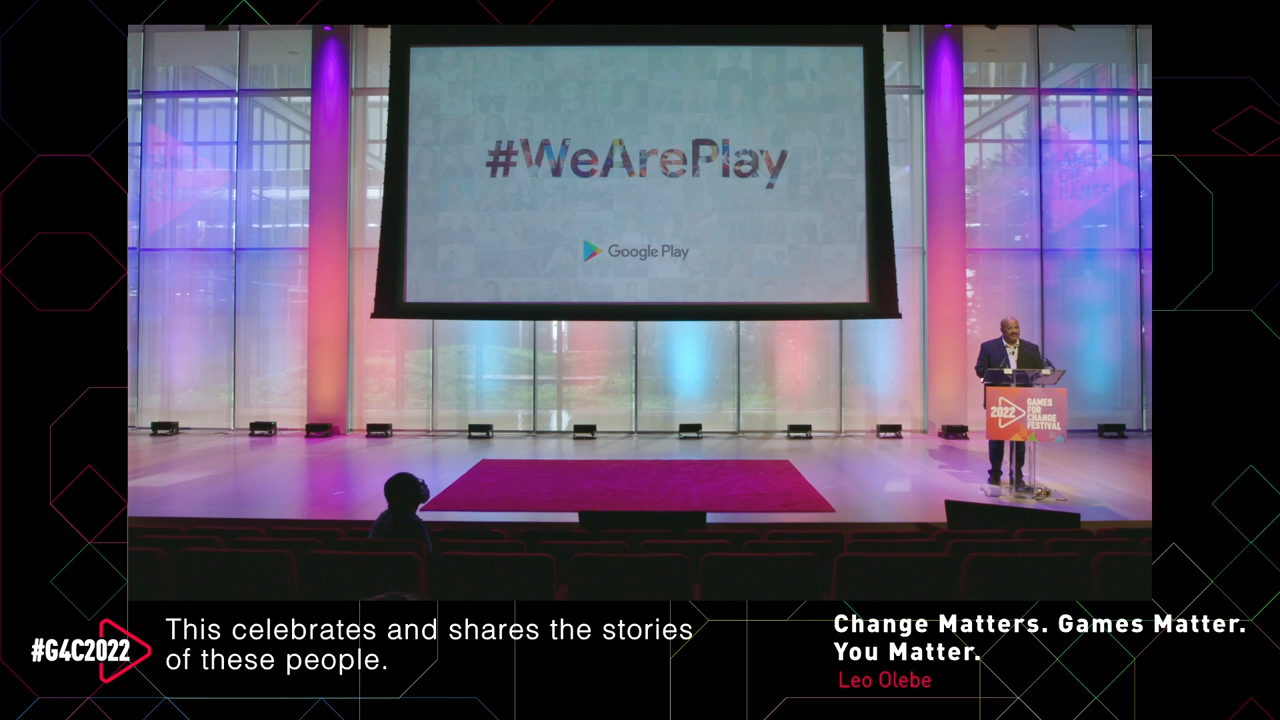 #WeArePlay
Google Play
2022
GAMES
FOR
CHANGE
FESTIVAL
#G4C2022
This celebrates and shares the stories
of these people.
Change Matters. Games Matter.
You Matter.
Leo Olebe